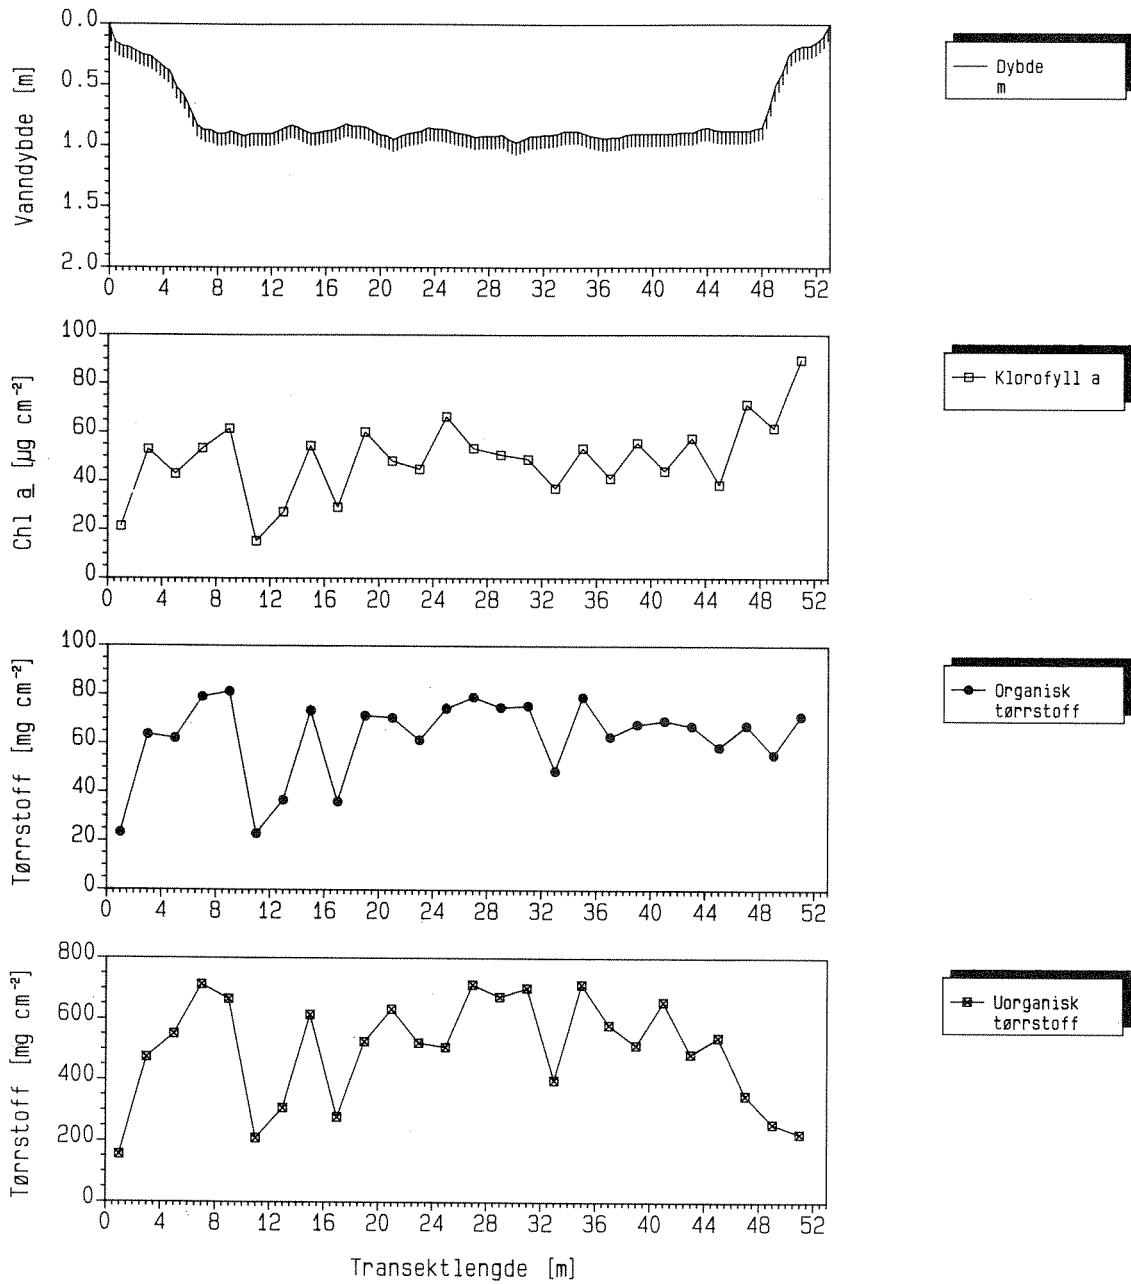 0.0
0.5
1.0
1.5
2.0
Vanndybde [m]
0 4 8 12 16 20 24 28 32 36 40 44 48 52
Dybde
m
100
80
60
40
20
0
Chl a [µg cm⁻²]
0 4 8 12 16 20 24 28 32 36 40 44 48 52
Klorofyll a
100
80
60
40
20
0
Tørrstoff [mg cm⁻²]
0 4 8 12 16 20 24 28 32 36 40 44 48 52
Organisk
tørrstoff
800
600
400
200
0
Tørrstoff [mg cm⁻²]
0 4 8 12 16 20 24 28 32 36 40 44 48 52
Uorganisk
tørrstoff
Transektlengde [m]